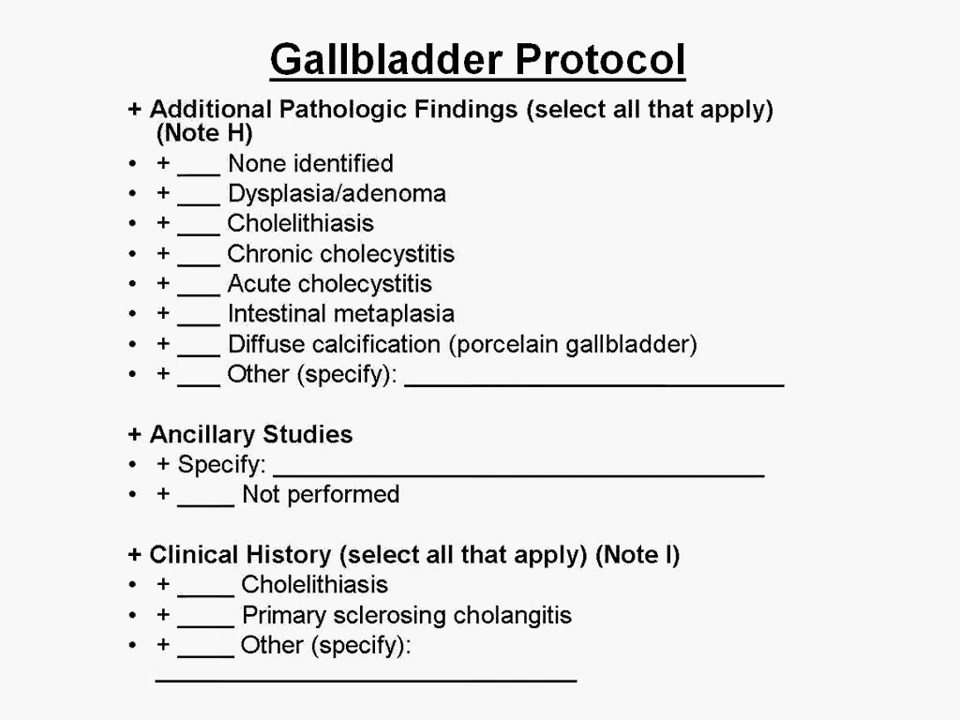 Gallbladder Protocol
+ Additional Pathologic Findings (select all that apply)
(Note H)
• + ___ None identified
• + ___ Dysplasia/adenoma
• + ___ Cholelithiasis
• + ___ Chronic cholecystitis
• + ___ Acute cholecystitis
• + ___ Intestinal metaplasia
• + ___ Diffuse calcification (porcelain gallbladder)
• + ___ Other (specify): ___________________________
+ Ancillary Studies
• + Specify: ___________________________________
• + ____ Not performed
+ Clinical History (select all that apply) (Note I)
• + ____ Cholelithiasis
• + ____ Primary sclerosing cholangitis
• + ____ Other (specify):
______________________________